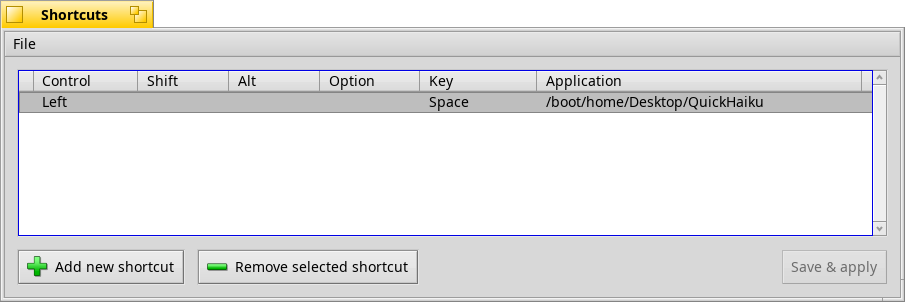 Shortcuts
File
Control Shift Alt Option Key Application
Left Space /boot/home/Desktop/QuickHaiku
Add new shortcut Remove selected shortcut Save & apply